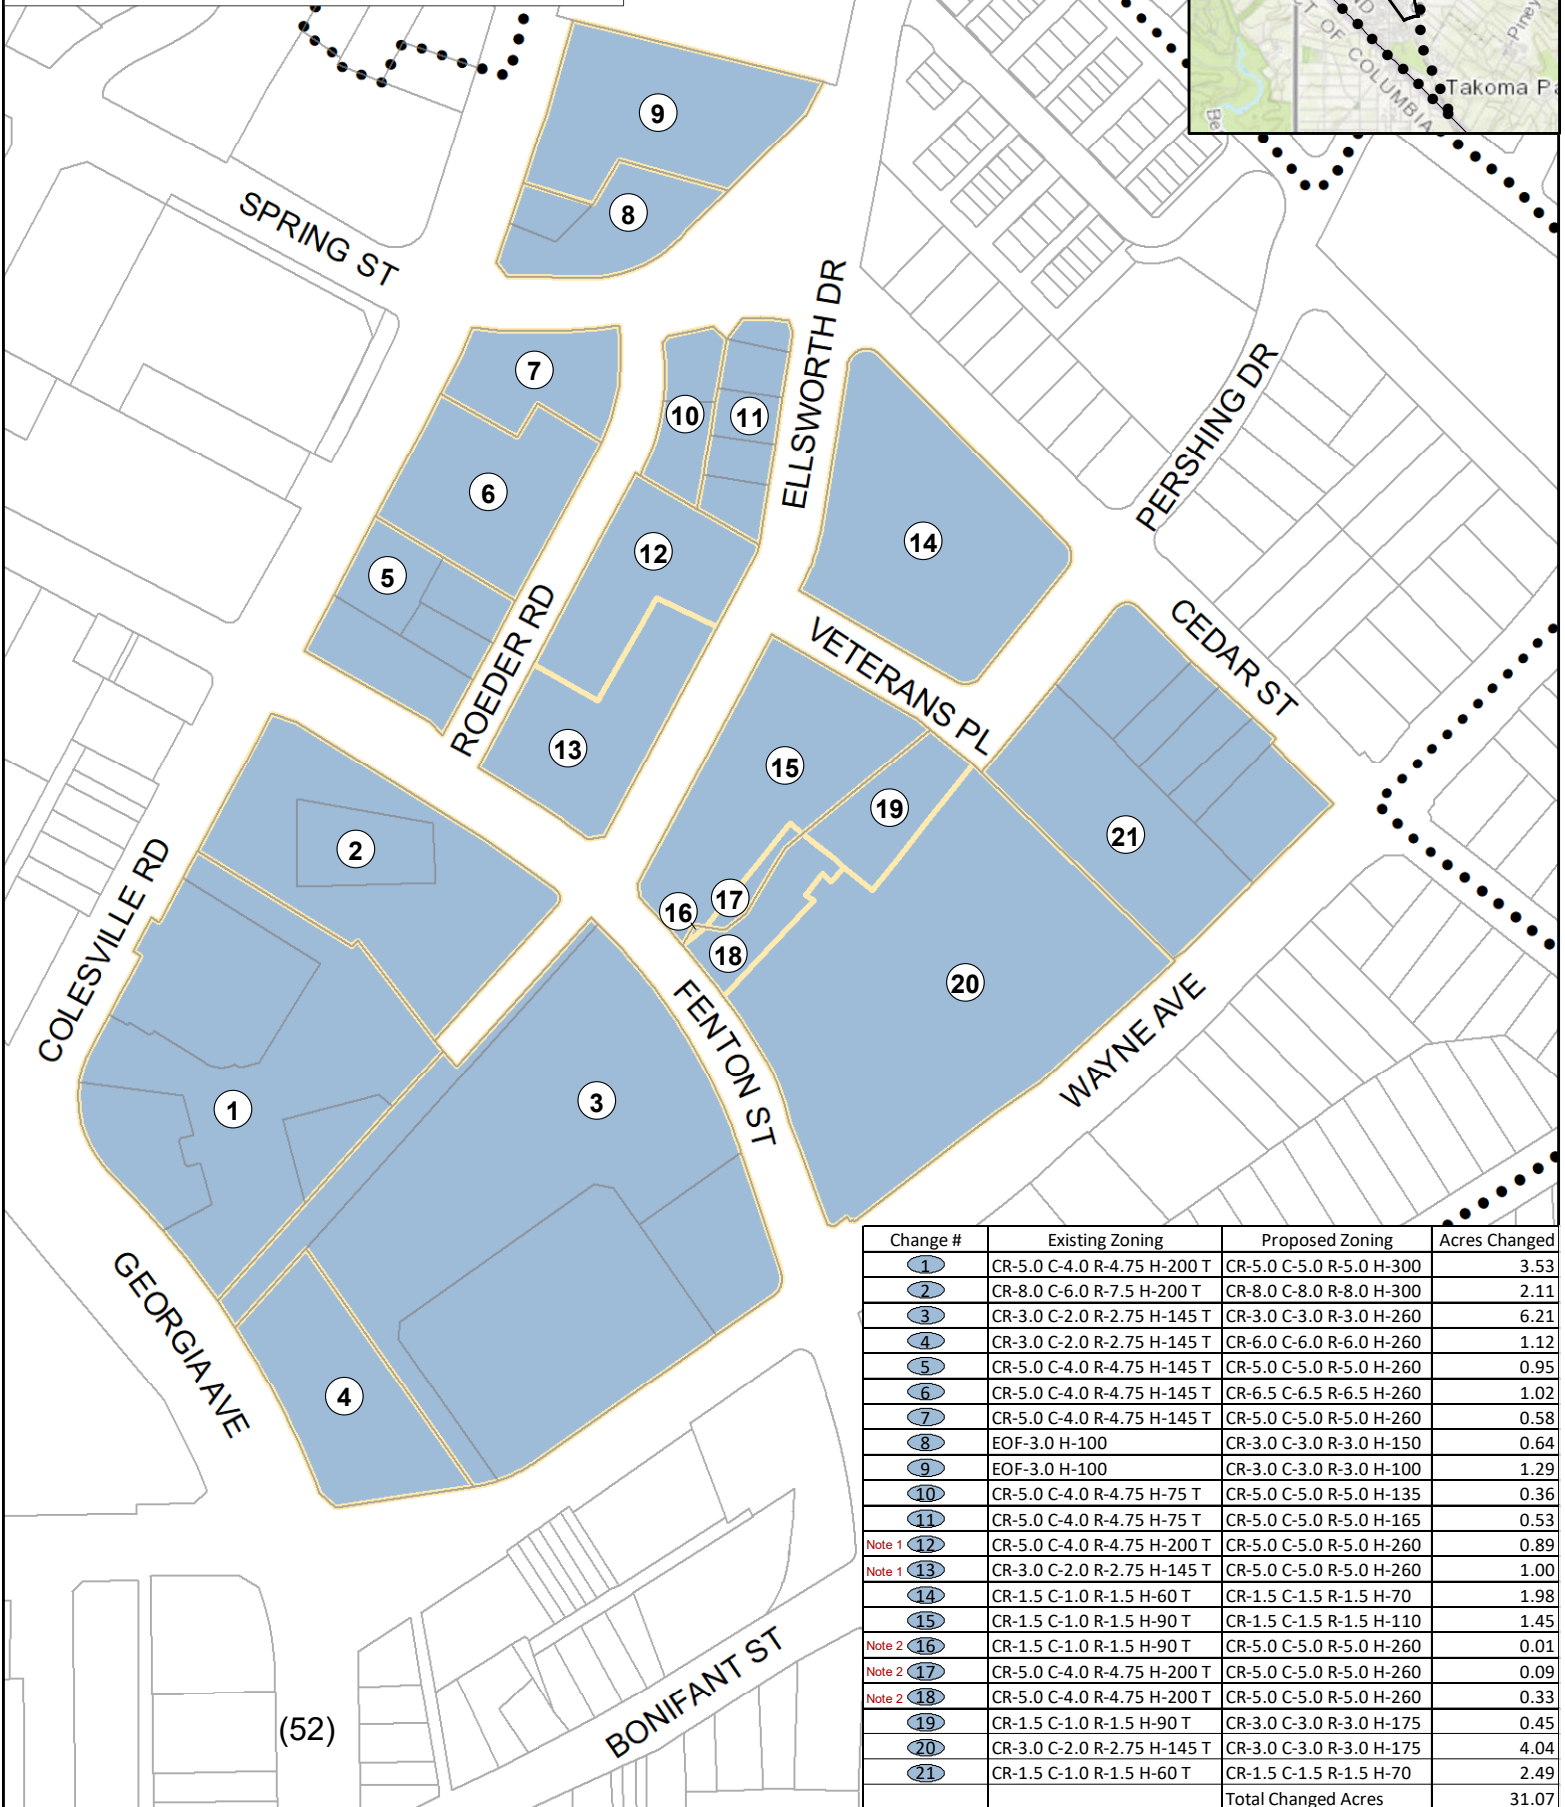 CT OF COLUMBIA
Takoma Pa
Piney
Be
9
8
SPRING ST
ELLSWORTH DR
PERSHING DR
7
10
11
6
12
14
5
ROEDER RD
VETERANS PL
CEDAR ST
13
15
19
2
21
COLESVILLE RD
17
16
18
20
FENTON ST
WAYNE AVE
1
3
GEORGIA AVE
4
(52)
BONIFANT ST
Change # Existing Zoning Proposed Zoning Acres Changed
1 CR-5.0 C-4.0 R-4.75 H-200 T CR-5.0 C-5.0 R-5.0 H-300 3.53
2 CR-8.0 C-6.0 R-7.5 H-200 T CR-8.0 C-8.0 R-8.0 H-300 2.11
3 CR-3.0 C-2.0 R-2.75 H-145 T CR-3.0 C-3.0 R-3.0 H-260 6.21
4 CR-3.0 C-2.0 R-2.75 H-145 T CR-6.0 C-6.0 R-6.0 H-260 1.12
5 CR-5.0 C-4.0 R-4.75 H-145 T CR-5.0 C-5.0 R-5.0 H-260 0.95
6 CR-5.0 C-4.0 R-4.75 H-145 T CR-6.5 C-6.5 R-6.5 H-260 1.02
7 CR-5.0 C-4.0 R-4.75 H-145 T CR-5.0 C-5.0 R-5.0 H-260 0.58
8 EOF-3.0 H-100 CR-3.0 C-3.0 R-3.0 H-150 0.64
9 EOF-3.0 H-100 CR-3.0 C-3.0 R-3.0 H-100 1.29
10 CR-5.0 C-4.0 R-4.75 H-75 T CR-5.0 C-5.0 R-5.0 H-135 0.36
11 CR-5.0 C-4.0 R-4.75 H-75 T CR-5.0 C-5.0 R-5.0 H-165 0.53
Note 1 12 CR-5.0 C-4.0 R-4.75 H-200 T CR-5.0 C-5.0 R-5.0 H-260 0.89
Note 1 13 CR-3.0 C-2.0 R-2.75 H-145 T CR-5.0 C-5.0 R-5.0 H-260 1.00
14 CR-1.5 C-1.0 R-1.5 H-60 T CR-1.5 C-1.5 R-1.5 H-70 1.98
15 CR-1.5 C-1.0 R-1.5 H-90 T CR-1.5 C-1.5 R-1.5 H-110 1.45
Note 2 16 CR-1.5 C-1.0 R-1.5 H-90 T CR-5.0 C-5.0 R-5.0 H-260 0.01
Note 2 17 CR-5.0 C-4.0 R-4.75 H-200 T CR-5.0 C-5.0 R-5.0 H-260 0.09
Note 2 18 CR-5.0 C-4.0 R-4.75 H-200 T CR-5.0 C-5.0 R-5.0 H-260 0.33
19 CR-1.5 C-1.0 R-1.5 H-90 T CR-3.0 C-3.0 R-3.0 H-175 0.45
20 CR-3.0 C-2.0 R-2.75 H-145 T CR-3.0 C-3.0 R-3.0 H-175 4.04
21 CR-1.5 C-1.0 R-1.5 H-60 T CR-1.5 C-1.5 R-1.5 H-70 2.49
Total Changed Acres 31.07